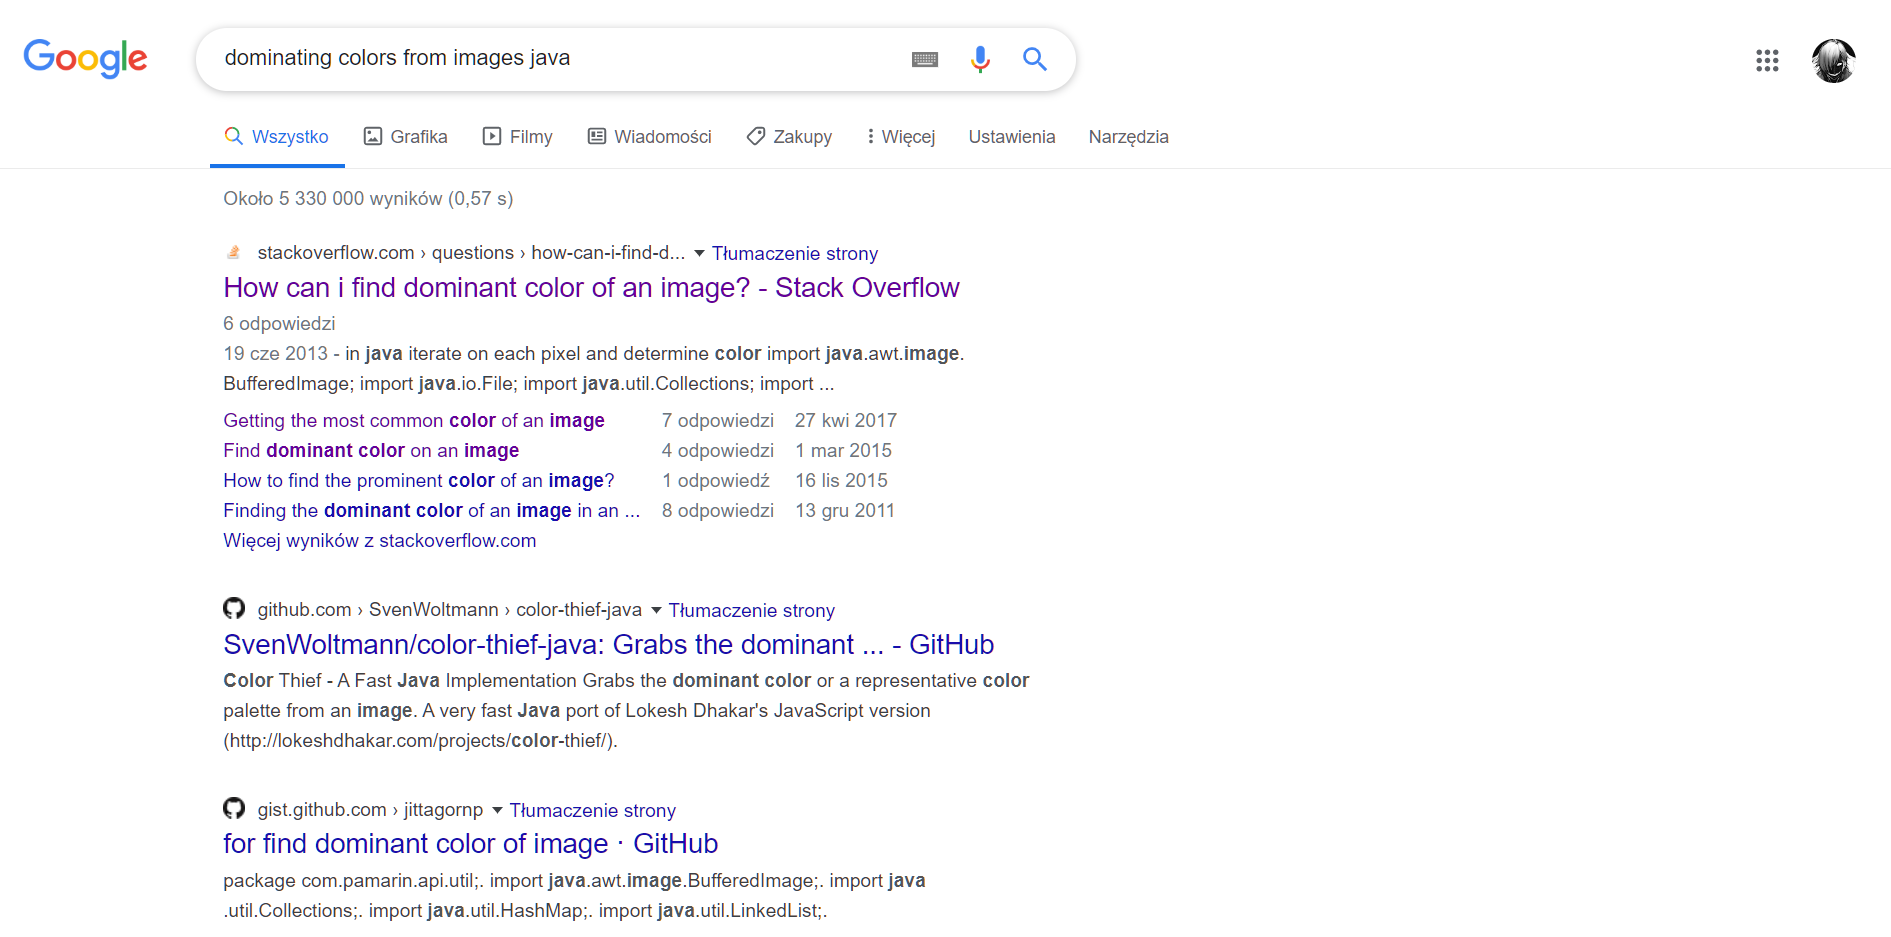 Google
dominating colors from images java
Wszystko Grafika Filmy Wiadomości Zakupy Więcej Ustawienia Narzędzia
Około 5 330 000 wyników (0,57 s)
stackoverflow.com › questions › how-can-i-find-d... Tłumaczenie strony
How can i find dominant color of an image? - Stack Overflow
6 odpowiedzi
19 cze 2013 - in java iterate on each pixel and determine color import java.awt.image.
BufferedImage; import java.io.File; import java.util.Collections; import ...
Getting the most common color of an image 7 odpowiedzi 27 kwi 2017
Find dominant color on an image 4 odpowiedzi 1 mar 2015
How to find the prominent color of an image? 1 odpowiedź 16 lis 2015
Finding the dominant color of an image in an ... 8 odpowiedzi 13 gru 2011
Więcej wyników z stackoverflow.com
github.com › SvenWoltmann › color-thief-java Tłumaczenie strony
SvenWoltmann/color-thief-java: Grabs the dominant ... - GitHub
Color Thief - A Fast Java Implementation Grabs the dominant color or a representative color
palette from an image. A very fast Java port of Lokesh Dhakar's JavaScript version
(http://lokeshdhakar.com/projects/color-thief/).
gist.github.com › jittagornp Tłumaczenie strony
for find dominant color of image · GitHub
package com.pamarin.api.util;. import java.awt.image.BufferedImage;. import java
.util.Collections;. import java.util.HashMap;. import java.util.LinkedList;.